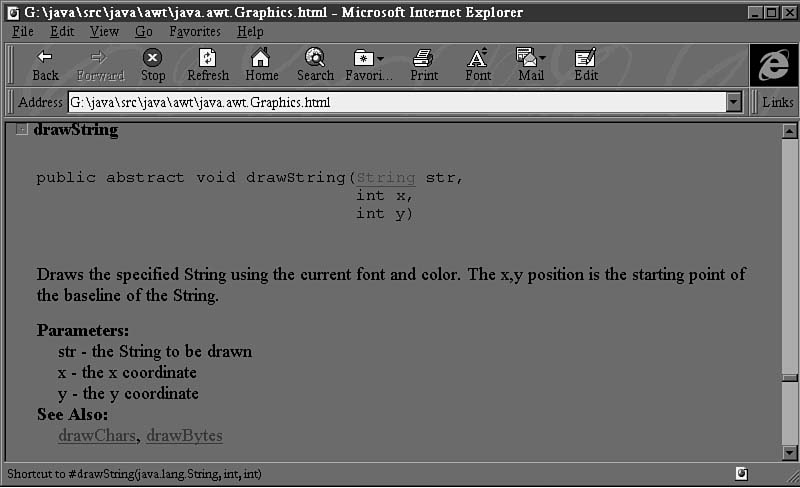 G:\java\src\java\awt\java.awt.Graphics.html - Microsoft Internet Explorer
File Edit View Go Favorites Help
Back Forward Stop Refresh Home Search Favori... Print Font Mail Edit
Address G:\java\src\java\awt\java.awt.Graphics.html Links
drawString
public abstract void drawString(String str,
int x,
int y)
Draws the specified String using the current font and color. The x,y position is the starting point of
the baseline of the String.
Parameters:
str - the String to be drawn
x - the x coordinate
y - the y coordinate
See Also:
drawChars, drawBytes
Shortcut to #drawString(java.lang.String, int, int)